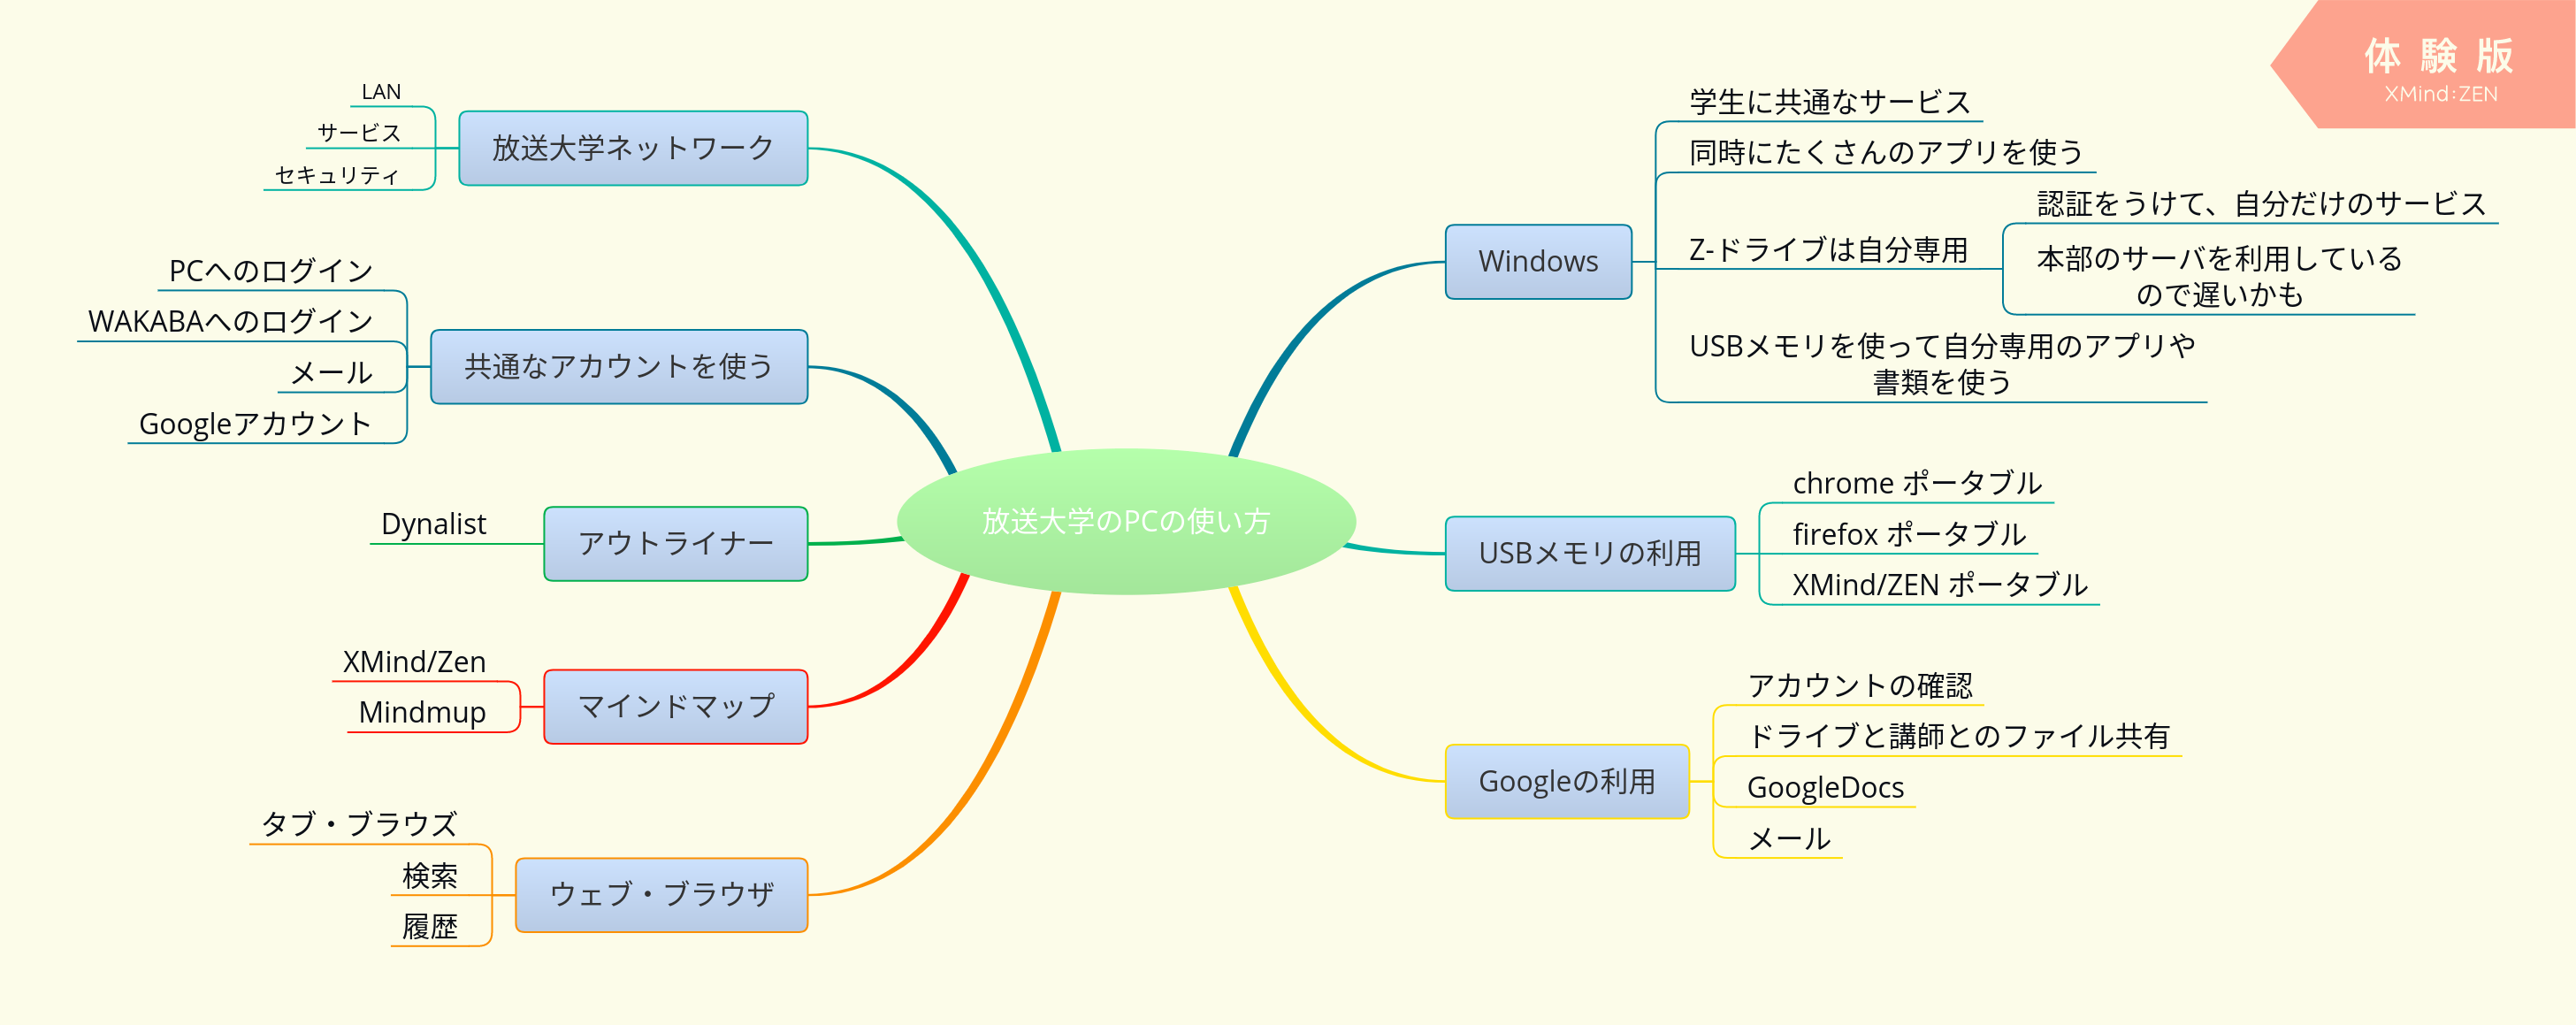 体験版
XMind:ZEN
放送大学のPCの使い方
Windows
学生に共通なサービス
同時にたくさんのアプリを使う
Z-ドライブは自分専用
認証をうけて、自分だけのサービス
本部のサーバを利用している
ので遅いかも
USBメモリを使って自分専用のアプリや
書類を使う
USBメモリの利用
chrome ポータブル
firefox ポータブル
XMind/ZEN ポータブル
Googleの利用
アカウントの確認
ドライブと講師とのファイル共有
GoogleDocs
メール
放送大学ネットワーク
LAN
サービス
セキュリティ
共通なアカウントを使う
PCへのログイン
WAKABAへのログイン
メール
Googleアカウント
アウトライナー
Dynalist
マインドマップ
XMind/Zen
Mindmup
ウェブ・ブラウザ
タブ・ブラウズ
検索
履歴